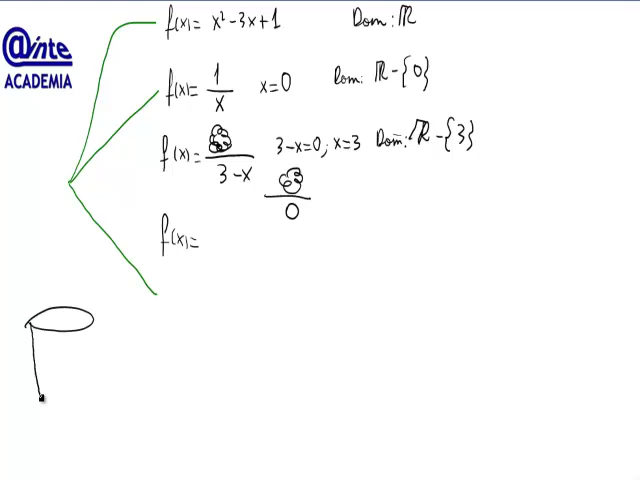 @inte
ACADEMIA
f(x) = x² - 3x + 1 Dom: ℝ
f(x) = 1/x x=0 Dom: ℝ - {0}
f(x) = /3-x 3-x=0; x=3 Dom: ℝ - {3}
/0
f(x) =